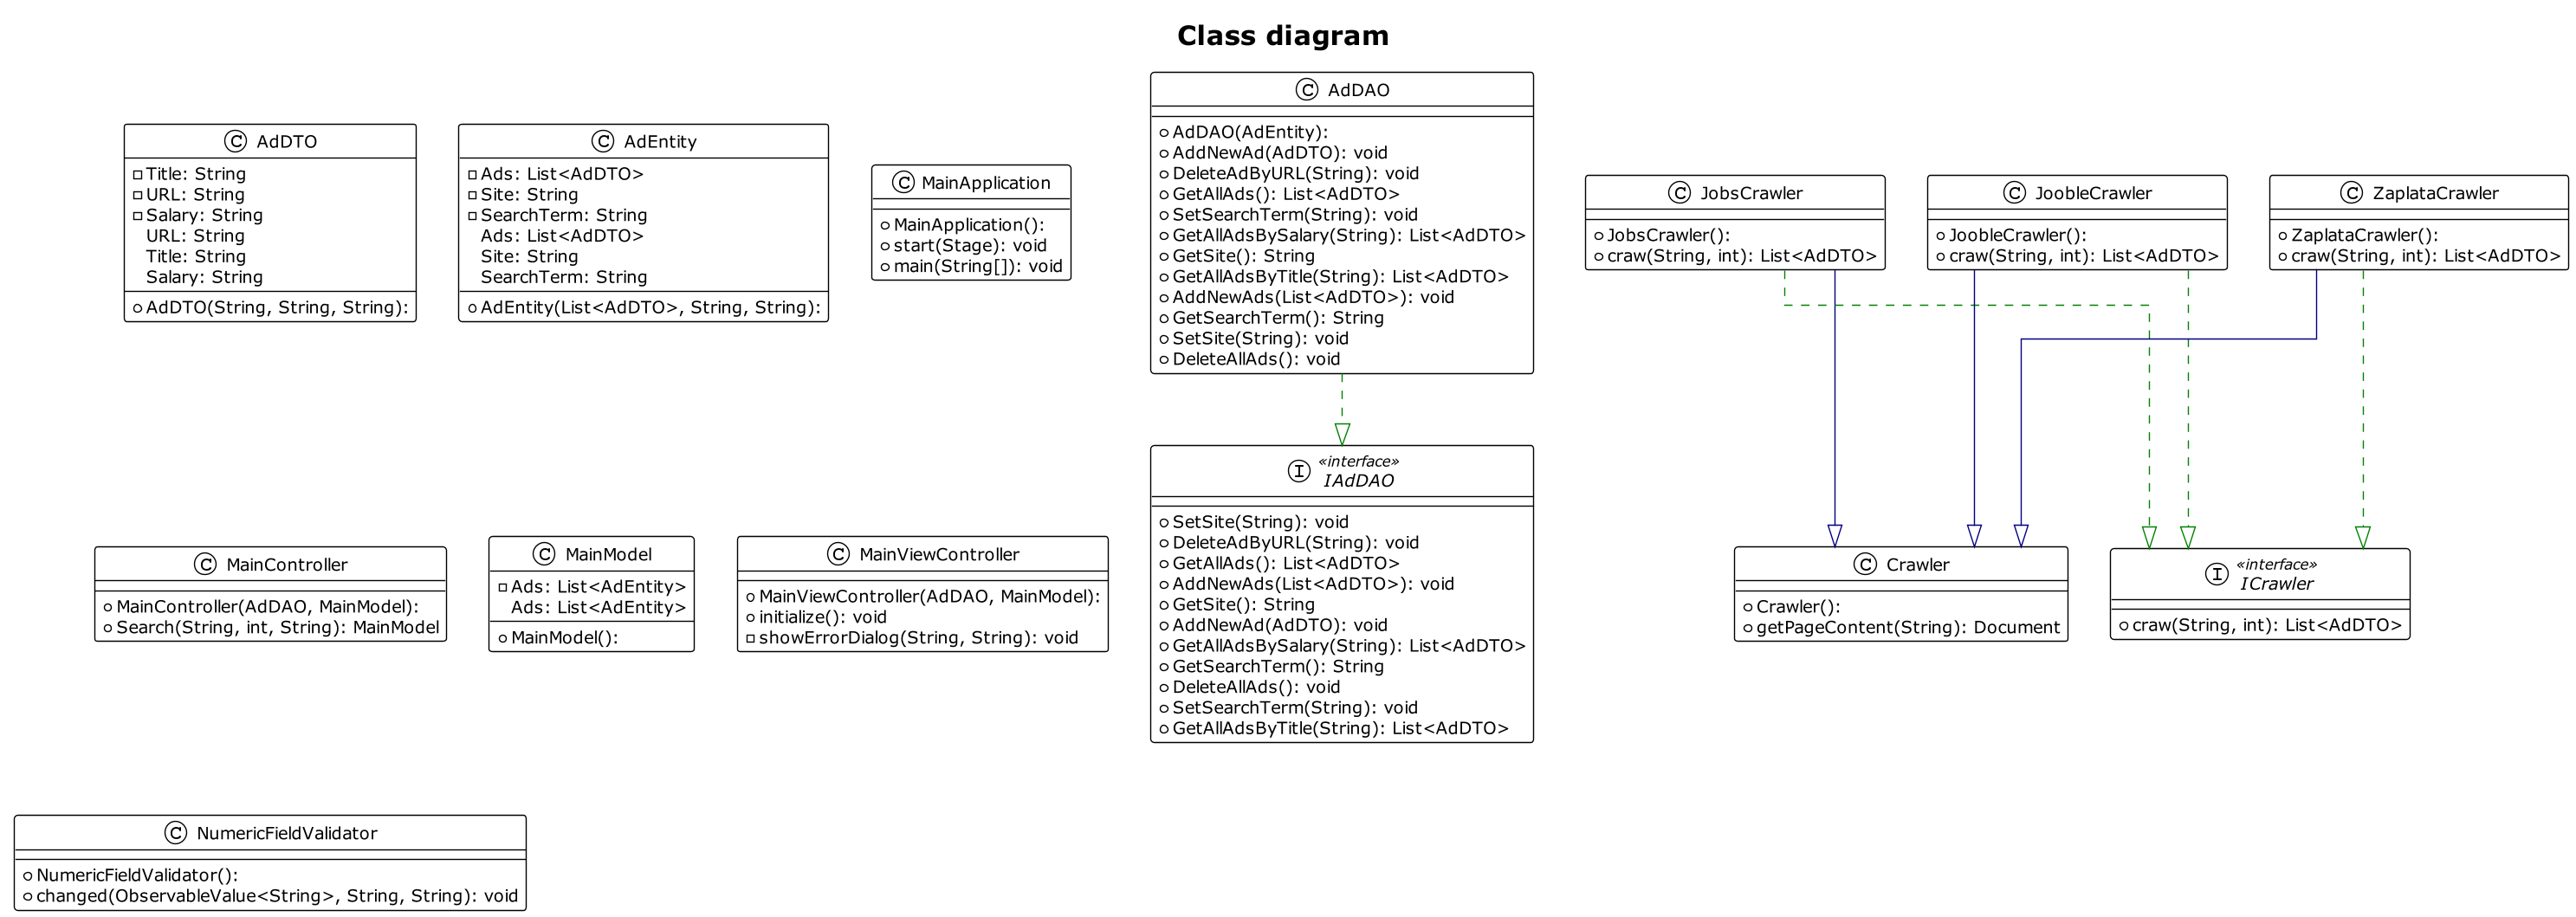 Class diagram
C AdDTO
Title: String
URL: String
Salary: String
URL: String
Title: String
Salary: String
AdDTO(String, String, String):
C AdEntity
Ads: List<AdDTO>
Site: String
SearchTerm: String
Ads: List<AdDTO>
Site: String
SearchTerm: String
AdEntity(List<AdDTO>, String, String):
C MainApplication
MainApplication():
start(Stage): void
main(String[]): void
C AdDAO
AdDAO(AdEntity):
AddNewAd(AdDTO): void
DeleteAdByURL(String): void
GetAllAds(): List<AdDTO>
SetSearchTerm(String): void
GetAllAdsBySalary(String): List<AdDTO>
GetSite(): String
GetAllAdsByTitle(String): List<AdDTO>
AddNewAds(List<AdDTO>): void
GetSearchTerm(): String
SetSite(String): void
DeleteAllAds(): void
C JobsCrawler
JobsCrawler():
craw(String, int): List<AdDTO>
C JoobleCrawler
JoobleCrawler():
craw(String, int): List<AdDTO>
C ZaplataCrawler
ZaplataCrawler():
craw(String, int): List<AdDTO>
C MainController
MainController(AdDAO, MainModel):
Search(String, int, String): MainModel
C MainModel
Ads: List<AdEntity>
Ads: List<AdEntity>
MainModel():
C MainViewController
MainViewController(AdDAO, MainModel):
initialize(): void
showErrorDialog(String, String): void
«interface»
I IAdDAO
SetSite(String): void
DeleteAdByURL(String): void
GetAllAds(): List<AdDTO>
AddNewAds(List<AdDTO>): void
GetSite(): String
AddNewAd(AdDTO): void
GetAllAdsBySalary(String): List<AdDTO>
GetSearchTerm(): String
DeleteAllAds(): void
SetSearchTerm(String): void
GetAllAdsByTitle(String): List<AdDTO>
C Crawler
Crawler():
getPageContent(String): Document
«interface»
I ICrawler
craw(String, int): List<AdDTO>
C NumericFieldValidator
NumericFieldValidator():
changed(ObservableValue<String>, String, String): void